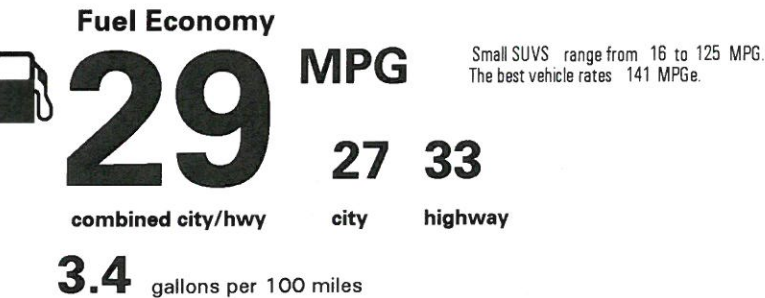 Fuel Economy
29 MPG
Small SUVS range from 16 to 125 MPG.
The best vehicle rates 141 MPGe.
27 33
combined city/hwy city highway
3.4 gallons per 100 miles